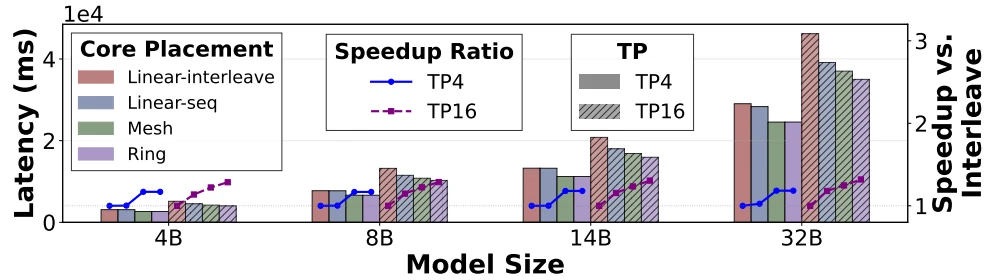 1e4
Latency (ms)
4
2
0
Core Placement
Linear-interleave
Linear-seq
Mesh
Ring
Speedup Ratio
TP4
TP16
TP
TP4
TP16
3
2
1
Speedup vs.
Interleave
4B
8B
14B
32B
Model Size